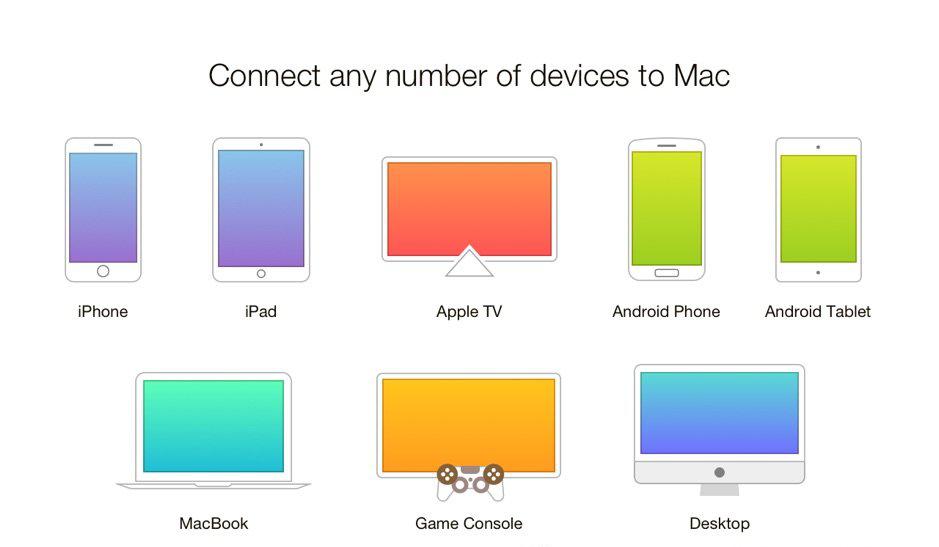 Connect any number of devices to Mac
iPhone
iPad
Apple TV
Android Phone
Android Tablet
MacBook
Game Console
Desktop